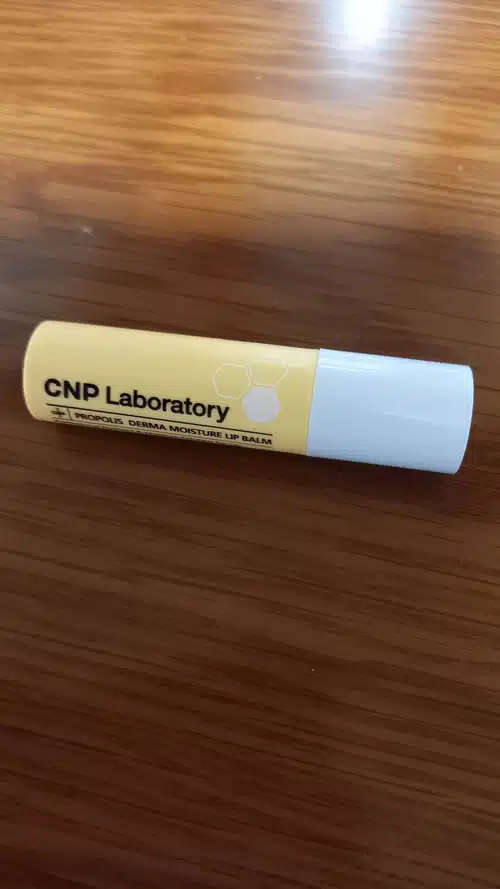 CNP Laboratory
PROPOLIS DERMA MOISTURE LIP BALM